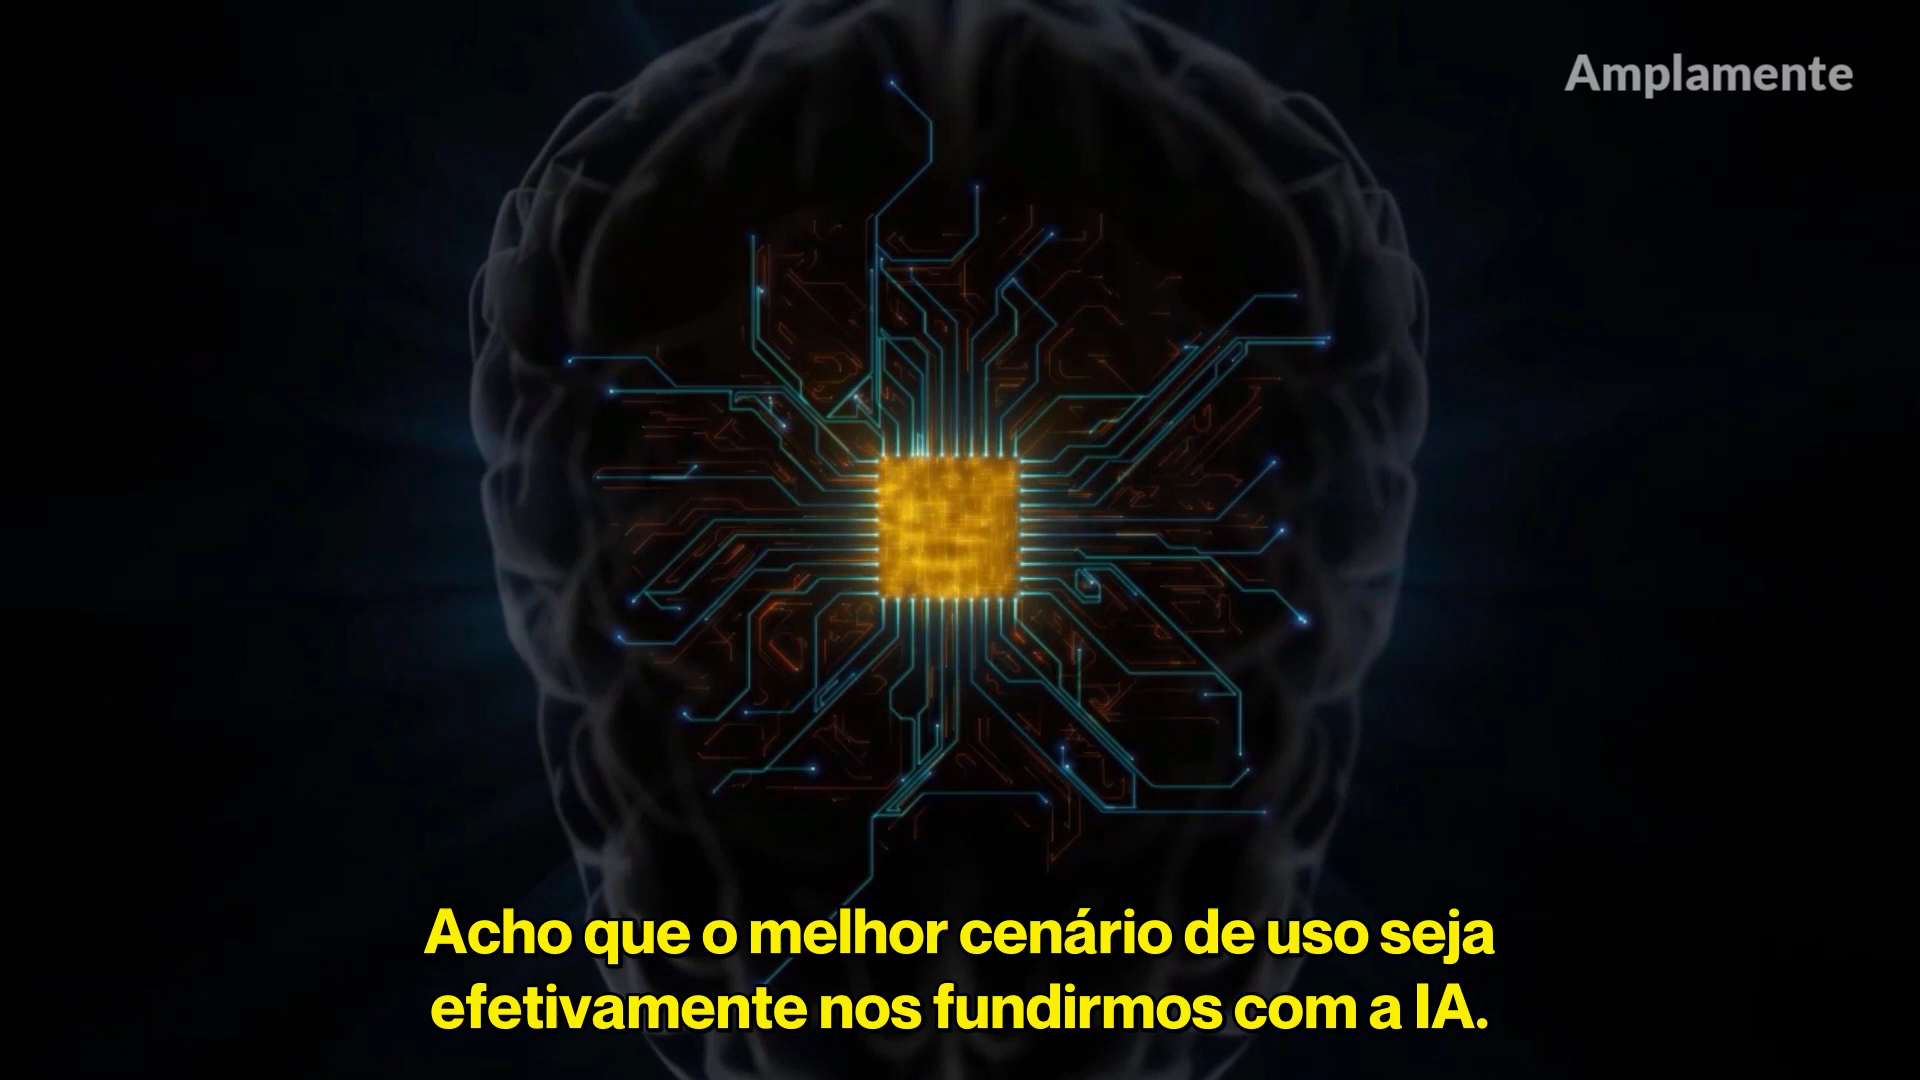 Amplamente
Acho que o melhor cenário de uso seja
efetivamente nos fundirmos com a IA.